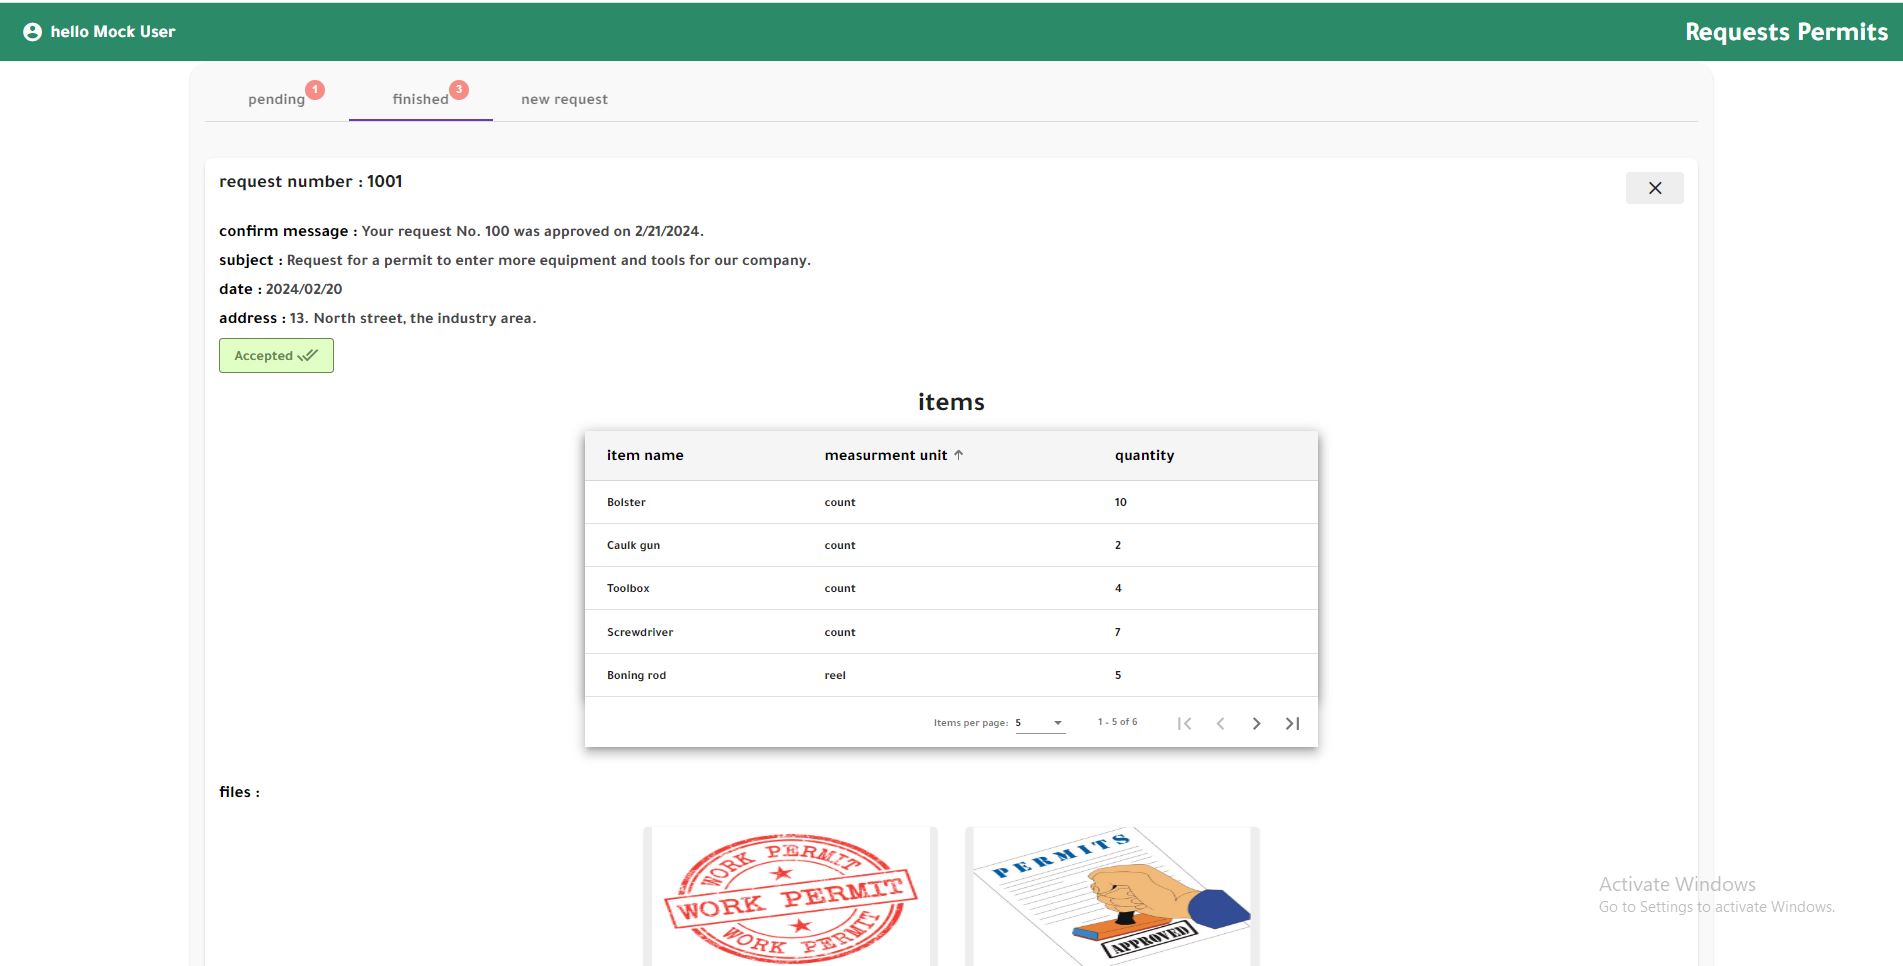 hello Mock User
Requests Permits
pending 1
finished 3
new request
request number : 1001
confirm message : Your request No. 100 was approved on 2/21/2024.
subject : Request for a permit to enter more equipment and tools for our company.
date : 2024/02/20
address : 13. North street, the industry area.
Accepted
items
item name measurment unit quantity
Bolster count 10
Caulk gun count 2
Toolbox count 4
Screwdriver count 7
Boning rod reel 5
Items per page: 5 1 - 5 of 6
files :
WORK PERMIT
WORK PERMIT
WORK PERMIT
PERMITS
APPROVED
Activate Windows
Go to Settings to activate Windows.